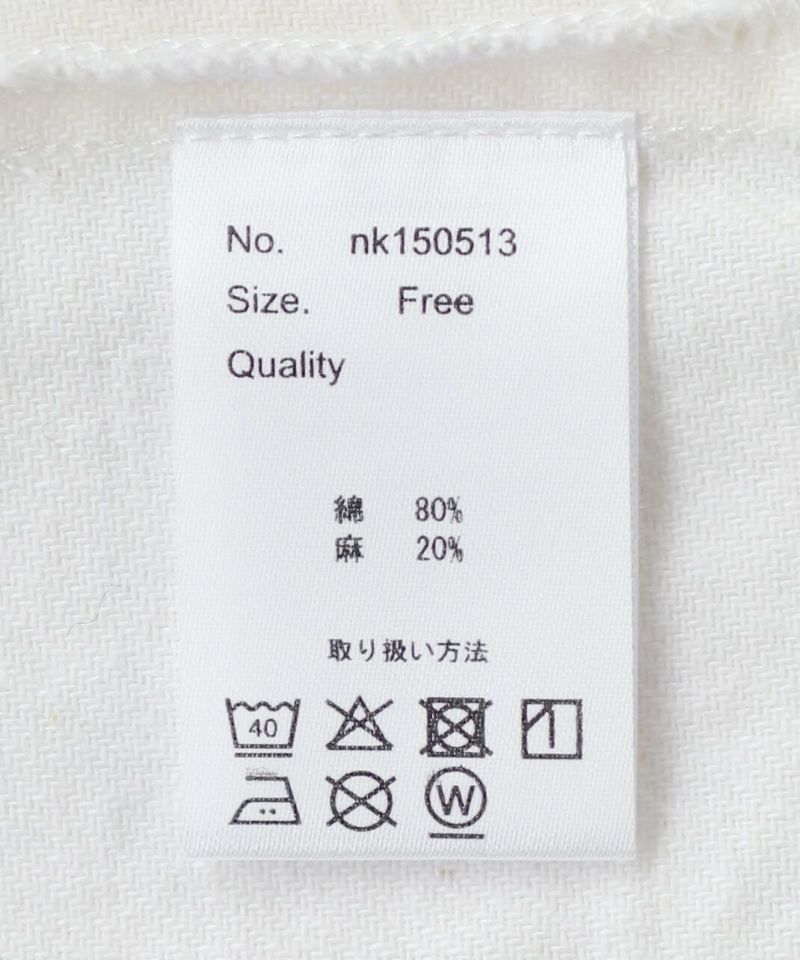 No. nk150513
Size. Free
Quality
綿 80%
麻 20%
取り扱い方法
40
W